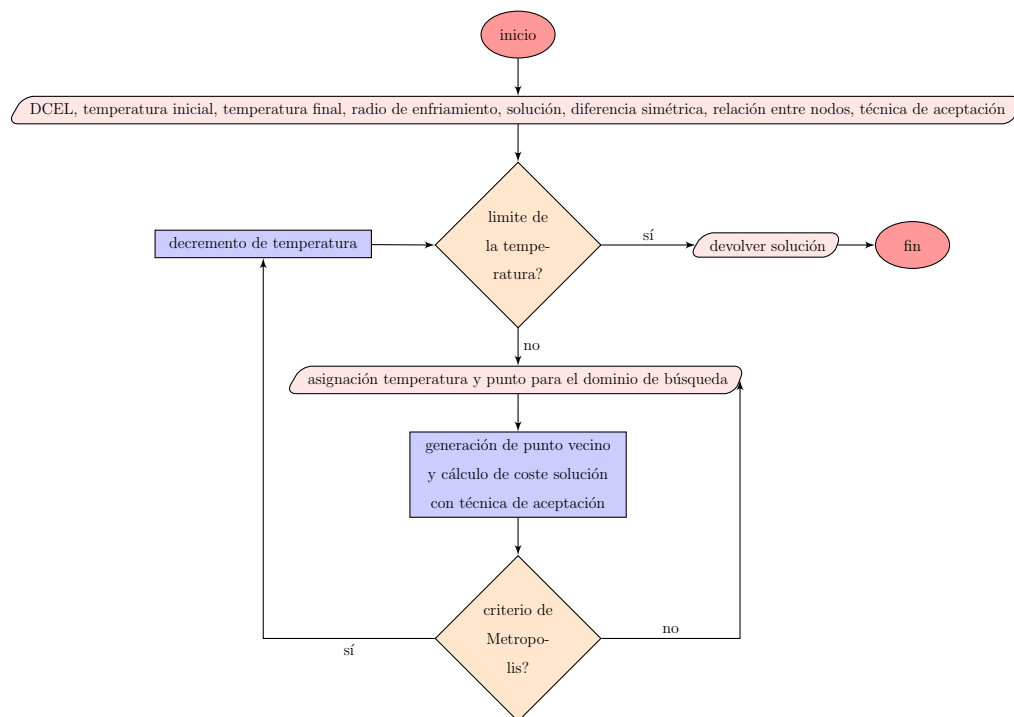 inicio
DCEL, temperatura inicial, temperatura final, radio de enfriamiento, solución, diferencia simétrica, relación entre nodos, técnica de aceptación
limite de
la tempe-
ratura?
decremento de temperatura
sí
devolver solución
fin
no
asignación temperatura y punto para el dominio de búsqueda
generación de punto vecino
y cálculo de coste solución
con técnica de aceptación
criterio de
Metropo-
lis?
sí
no